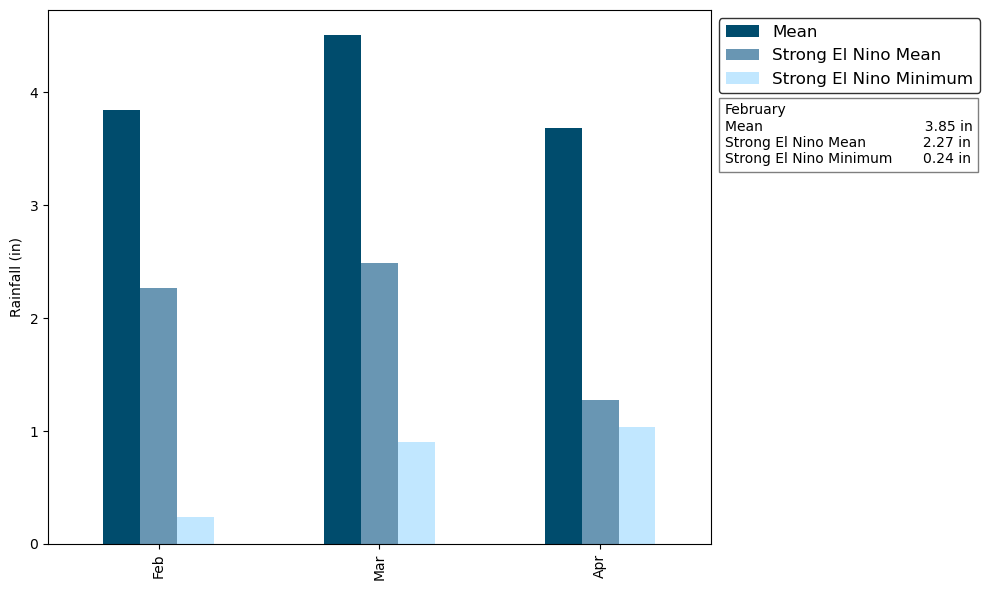 Mean
Strong El Nino Mean
Strong El Nino Minimum
February
Mean 3.85 in
Strong El Nino Mean 2.27 in
Strong El Nino Minimum 0.24 in
Rainfall (in)
4
3
2
1
0
Feb
Mar
Apr